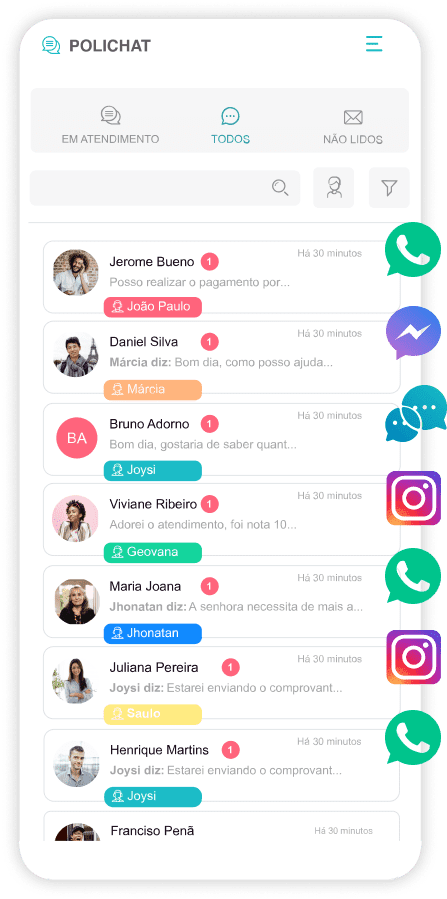 POLICHAT
EM ATENDIMENTO
TODOS
NÃO LIDOS
Jerome Bueno 1 Há 30 minutos
Posso realizar o pagamento por...
João Paulo
Daniel Silva 1 Há 30 minutos
Márcia diz: Bom dia, como posso ajuda...
Márcia
BA
Bruno Adorno 1 Há 30 minutos
Bom dia, gostaria de saber quant...
Joysi
Viviane Ribeiro 1 Há 30 minutos
Adorei o atendimento, foi nota 10...
Geovana
Maria Joana 1 Há 30 minutos
Jhonatan diz: A senhora necessita de mais a...
Jhonatan
Juliana Pereira 1 Há 30 minutos
Joysi diz: Estarei enviando o comprovant...
Saulo
Henrique Martins 1 Há 30 minutos
Joysi diz: Estarei enviando o comprovant...
Joysi
Franciso Penã Há 30 minutos